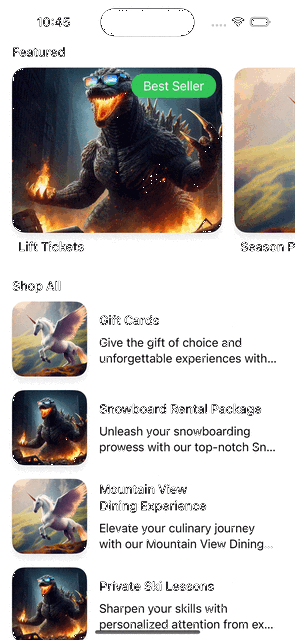 10:45
Featured
Best Seller
Lift Tickets
Season P
Shop All
Gift Cards
Give the gift of choice and
unforgettable experiences with...
Snowboard Rental Package
Unleash your snowboarding
prowess with our top-notch Sn...
Mountain View
Dining Experience
Elevate your culinary journey
with our Mountain View Dining...
Private Ski Lessons
Sharpen your skills with
personalized attention from ex...